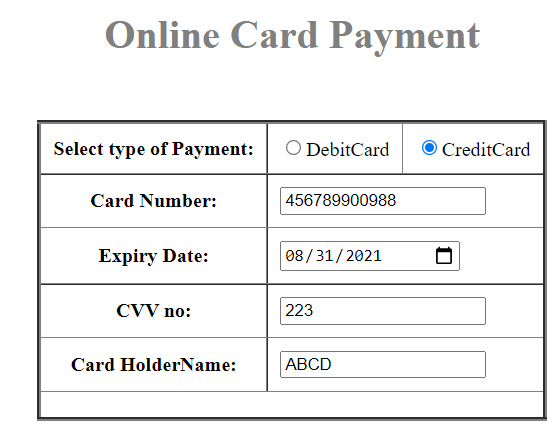 Online Card Payment
Select type of Payment: DebitCard CreditCard
Card Number: 456789900988
Expiry Date: 08/31/2021
CVV no: 223
Card HolderName: ABCD